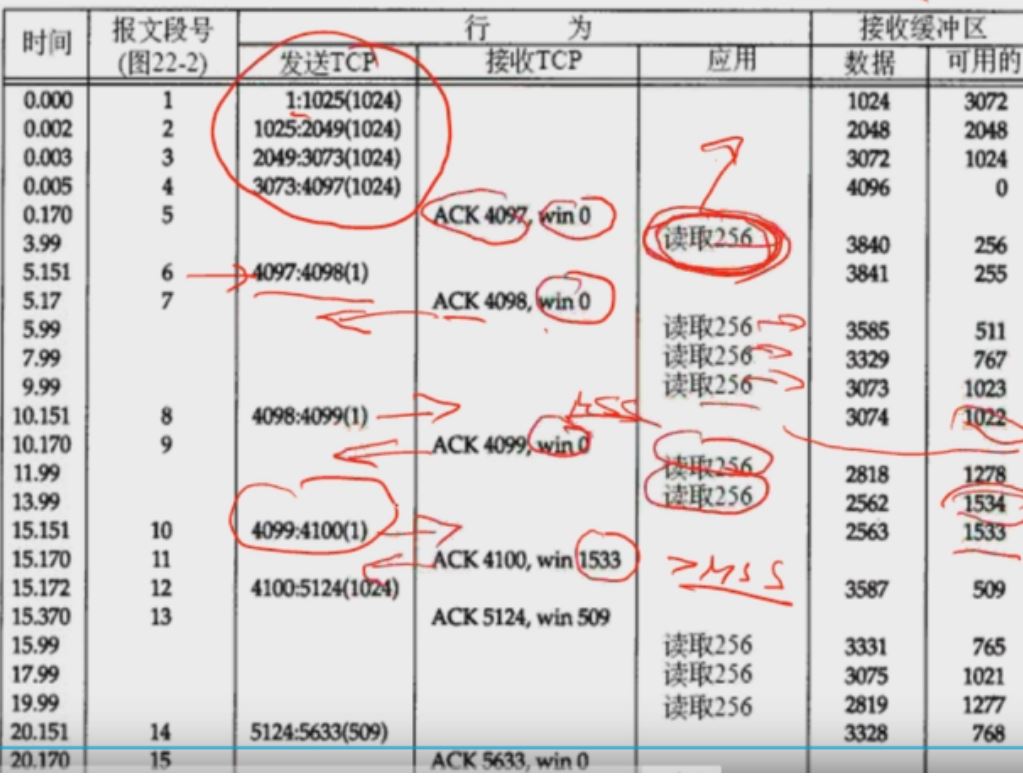 时间 报文段号 (图22-2) 行 为 接收缓冲区
发送TCP 接收TCP 应用 数据 可用的
0.000 1 1:1025(1024) 1024 3072
0.002 2 1025:2049(1024) 2048 2048
0.003 3 2049:3073(1024) 3072 1024
0.005 4 3073:4097(1024) 4096 0
0.170 5 ACK 4097, win 0
3.99 读取256 3840 256
5.151 6 4097:4098(1) 3841 255
5.17 7 ACK 4098, win 0
5.99 读取256 3585 511
7.99 读取256 3329 767
9.99 读取256 3073 1023
10.151 8 4098:4099(1) MSS 3074 1022
10.170 9 ACK 4099, win 0
11.99 读取256 2818 1278
13.99 读取256 2562 1534
15.151 10 4099:4100(1) 2563 1533
15.170 11 ACK 4100, win 1533 >MSS
15.172 12 4100:5124(1024) 3587 509
15.370 13 ACK 5124, win 509
15.99 读取256 3331 765
17.99 读取256 3075 1021
19.99 读取256 2819 1277
20.151 14 5124:5633(509) 3328 768
20.170 15 ACK 5633, win 0